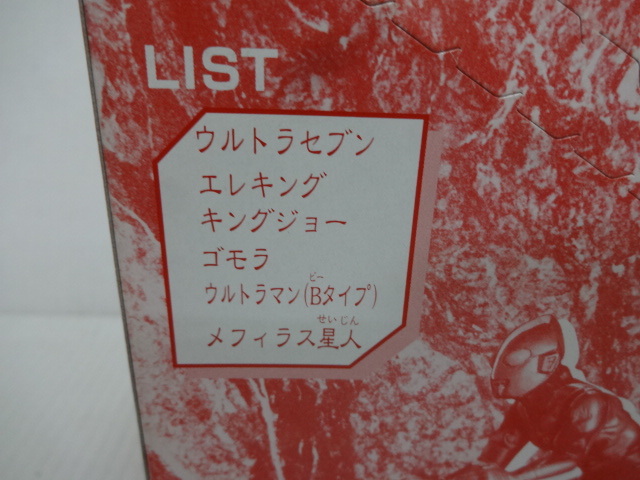 LIST
ウルトラセブン
エレキング
キングジョー
ゴモラ
ビー
ウルトラマン(Bタイプ)
せいじん
メフィラス星人